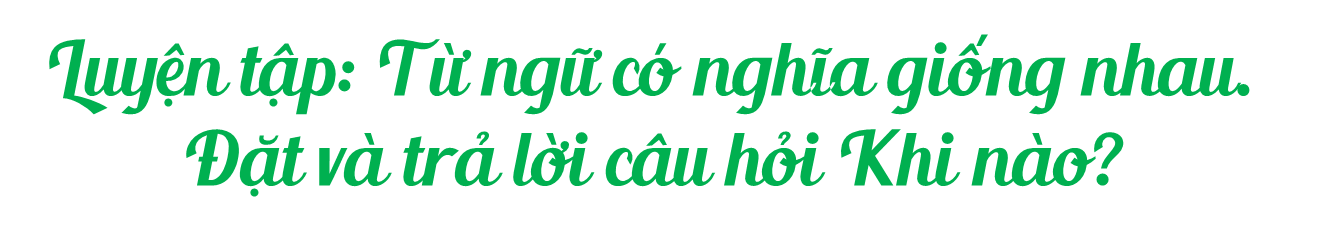 Luyện tập: Từ ngữ có nghĩa giống nhau.
Đặt và trả lời câu hỏi Khi nào?